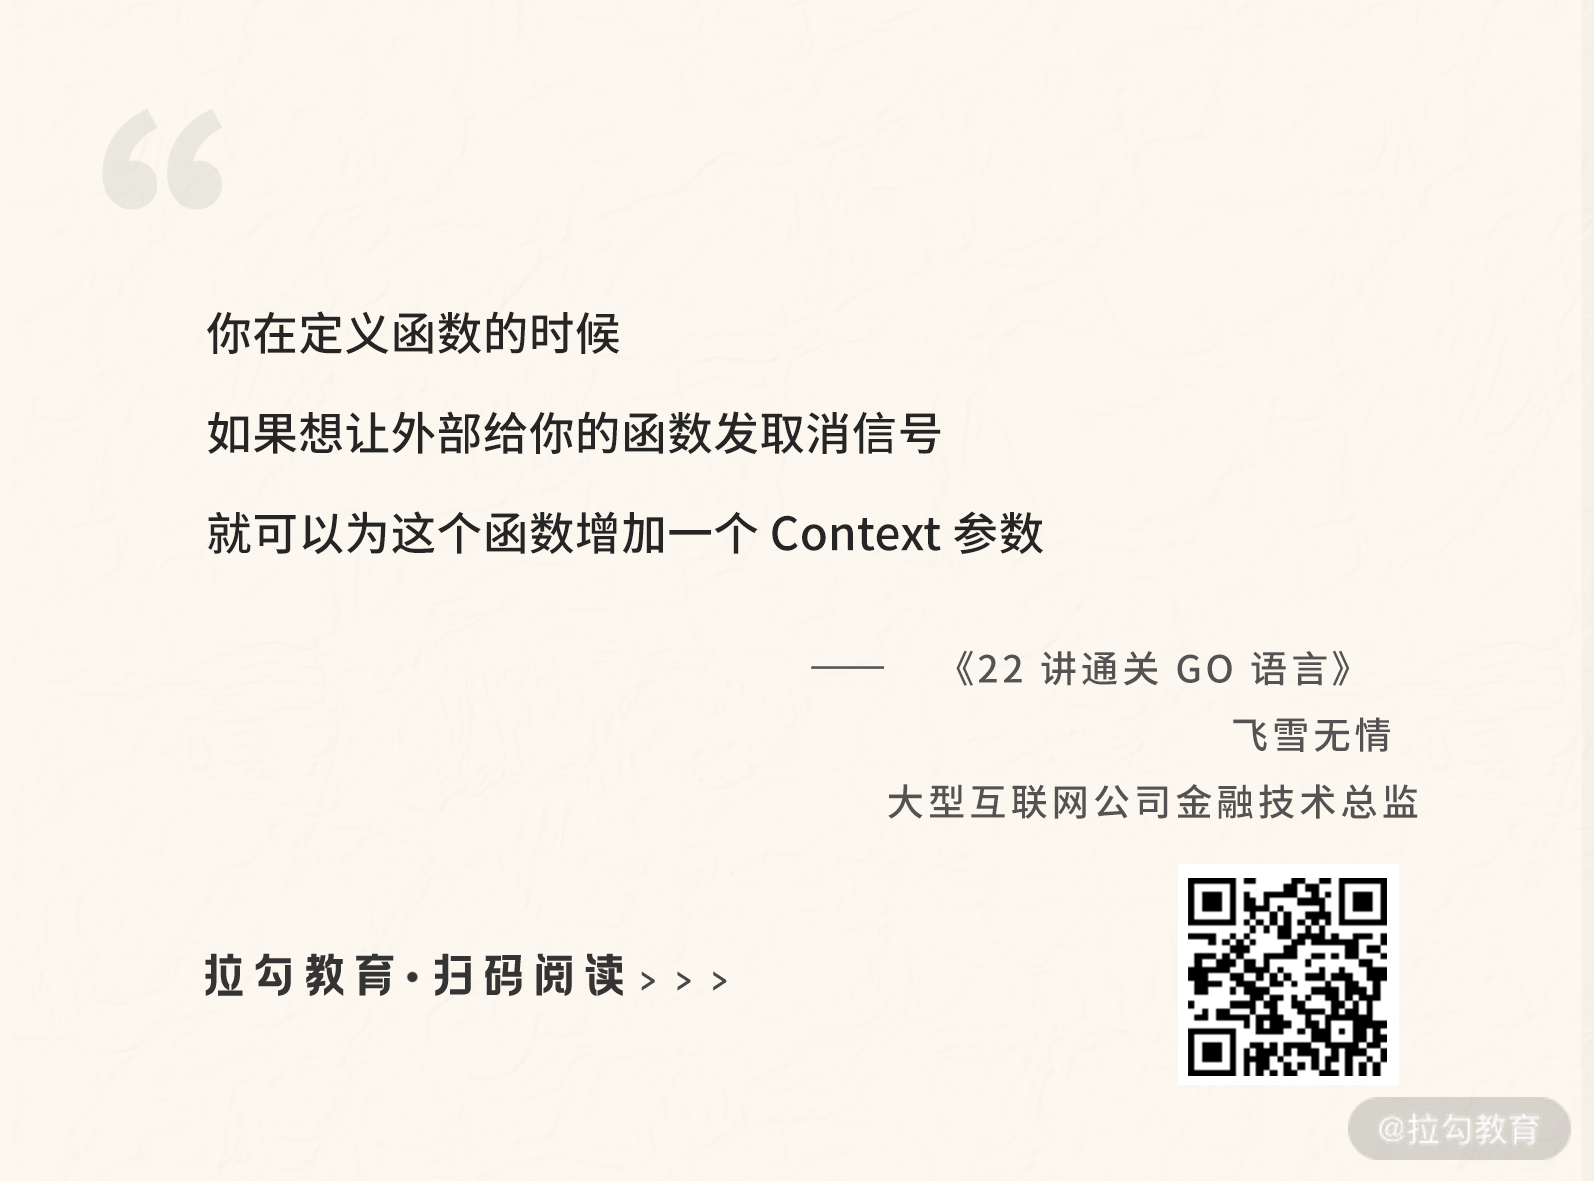 “
你在定义函数的时候
如果想让外部给你的函数发取消信号
就可以为这个函数增加一个 Context 参数
—— 《22 讲通关 GO 语言》
飞雪无情
大型互联网公司金融技术总监
拉勾教育·扫码阅读 > > >
@拉勾教育